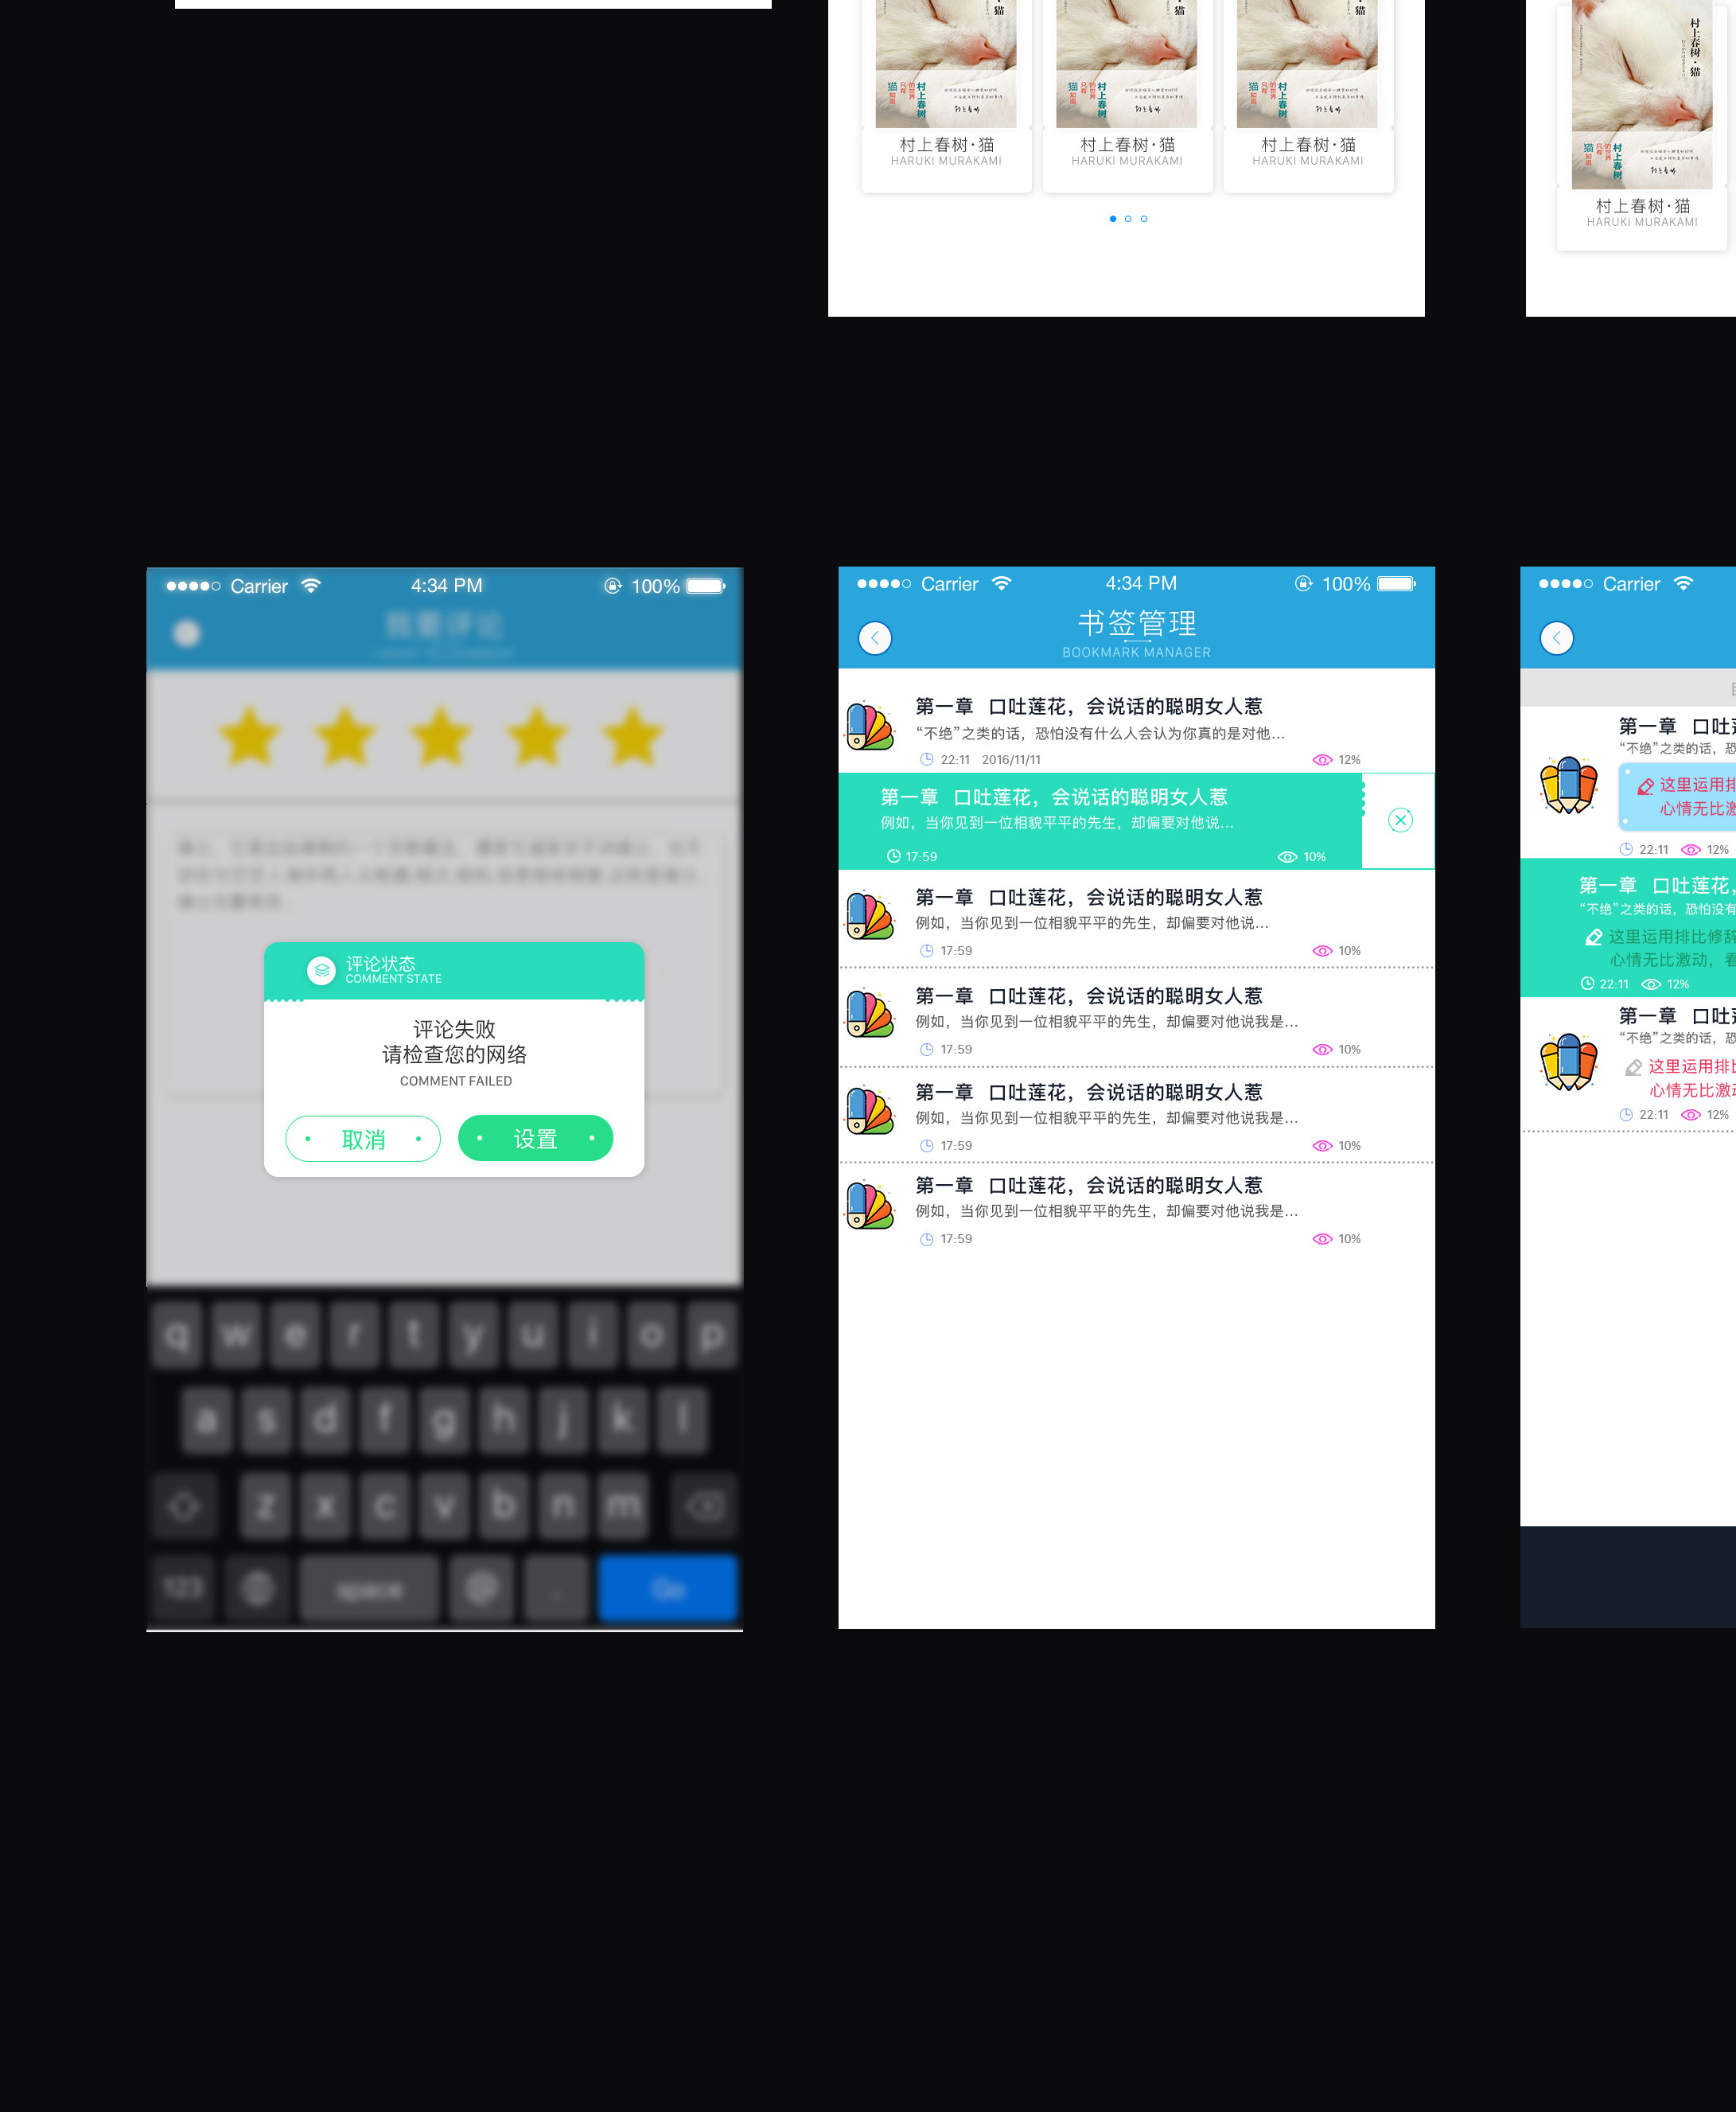 村上春树·猫
HARUKI MURAKAMI
村上春树·猫
HARUKI MURAKAMI
村上春树·猫
HARUKI MURAKAMI
村上春树·猫
村上春树·猫
HARUKI MURAKAMI
Carrier 4:34 PM 100%
我要评论
评论状态
COMMENT STATE
评论失败
请检查您的网络
COMMENT FAILED
取消 设置
q w e r t y u i o p
a s d f g h j k l
z x c v b n m
123 space @ . Go
Carrier 4:34 PM 100%
书签管理
BOOKMARK MANAGER
第一章 口吐莲花，会说话的聪明女人惹
“不绝”之类的话，恐怕没有什么人会认为你真的是对他...
22:11 2016/11/11 12%
第一章 口吐莲花，会说话的聪明女人惹
例如，当你见到一位相貌平平的先生，却偏要对他说...
17:59 10%
第一章 口吐莲花，会说话的聪明女人惹
例如，当你见到一位相貌平平的先生，却偏要对他说...
17:59 10%
第一章 口吐莲花，会说话的聪明女人惹
例如，当你见到一位相貌平平的先生，却偏要对他说我是...
17:59 10%
第一章 口吐莲花，会说话的聪明女人惹
例如，当你见到一位相貌平平的先生，却偏要对他说我是...
17:59 10%
第一章 口吐莲花，会说话的聪明女人惹
例如，当你见到一位相貌平平的先生，却偏要对他说我是...
17:59 10%
Carrier
第一章 口吐
“不绝”之类的话，恐
这里运用排
心情无比激
22:11 12%
第一章 口吐莲花，
“不绝”之类的话，恐怕没有
这里运用排比修辞
心情无比激动，看
22:11 12%
第一章 口吐
“不绝”之类的话，恐
这里运用排
心情无比激
22:11 12%